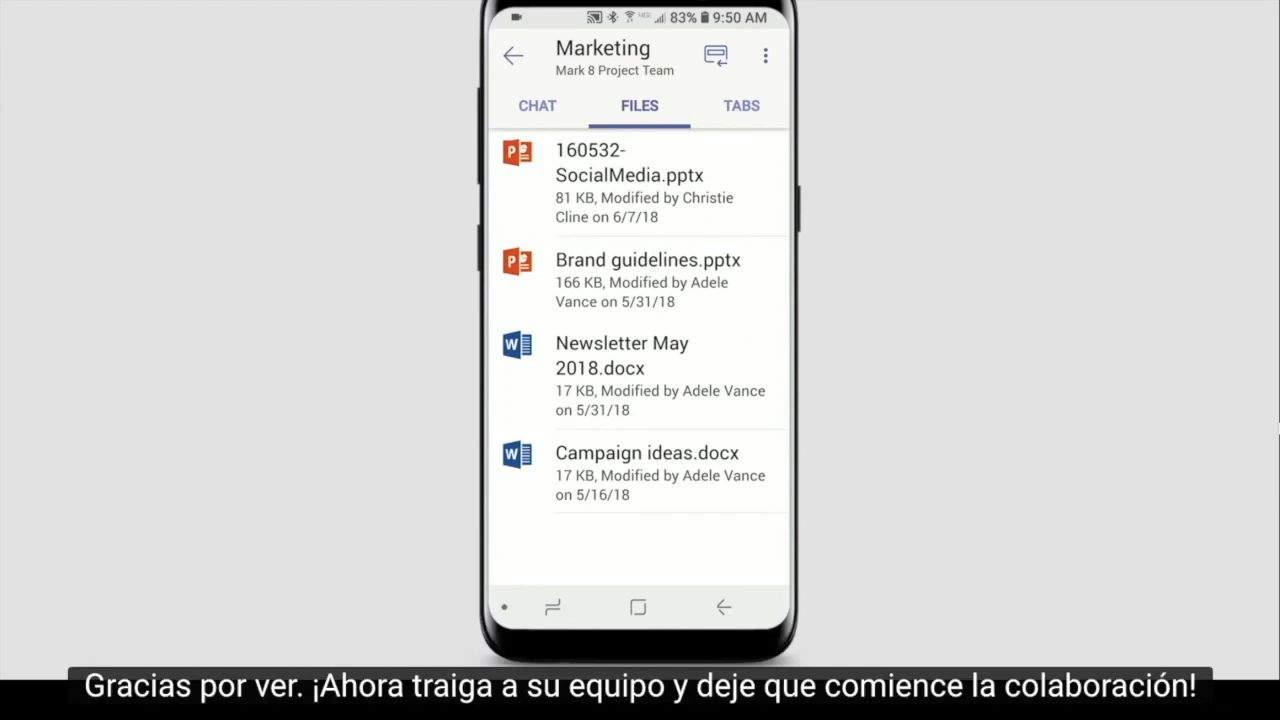 83% 9:50 AM
Marketing
Mark 8 Project Team
CHAT FILES TABS
160532-
SocialMedia.pptx
81 KB, Modified by Christie
Cline on 6/7/18
Brand guidelines.pptx
166 KB, Modified by Adele
Vance on 5/31/18
Newsletter May
2018.docx
17 KB, Modified by Adele Vance
on 5/31/18
Campaign ideas.docx
17 KB, Modified by Adele Vance
on 5/16/18
Gracias por ver. ¡Ahora traiga a su equipo y deje que comience la colaboración!